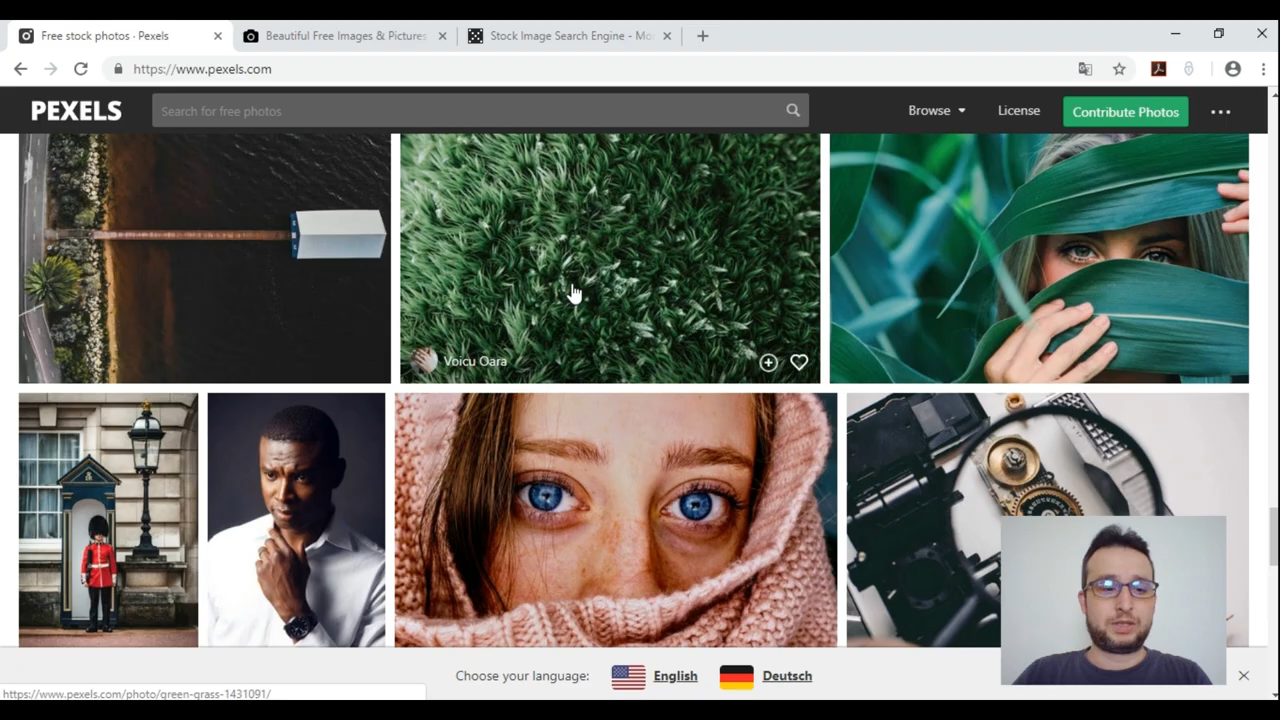 Free stock photos · Pexels
Beautiful Free Images & Pictures
Stock Image Search Engine - Mo
https://www.pexels.com
PEXELS
Search for free photos
Browse
License
Contribute Photos
Voicu Oara
Choose your language:
English
Deutsch
https://www.pexels.com/photo/green-grass-1431091/